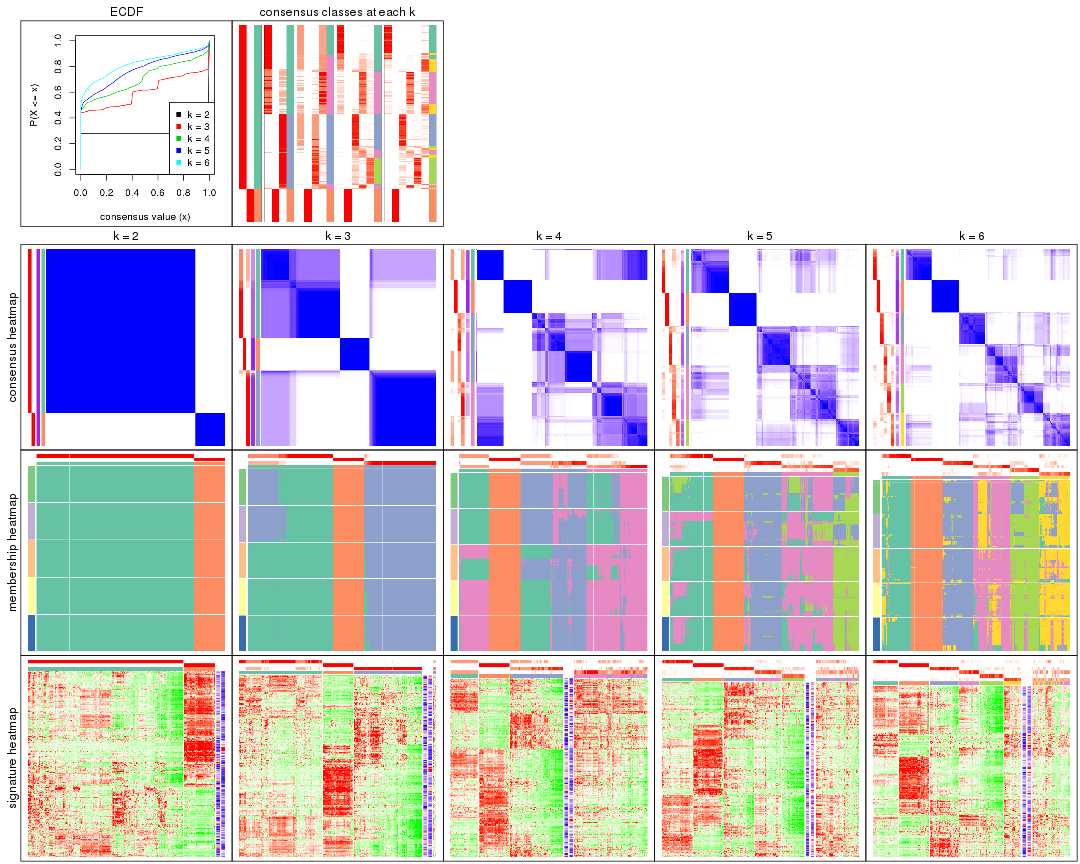 ECDF
consensus classes at each k
P(X <= x)
0.0 0.2 0.4 0.6 0.8 1.0
k = 2
k = 3
k = 4
k = 5
k = 6
0.0 0.2 0.4 0.6 0.8 1.0
consensus value (x)
k = 2
k = 3
k = 4
k = 5
k = 6
consensus heatmap
membership heatmap
signature heatmap